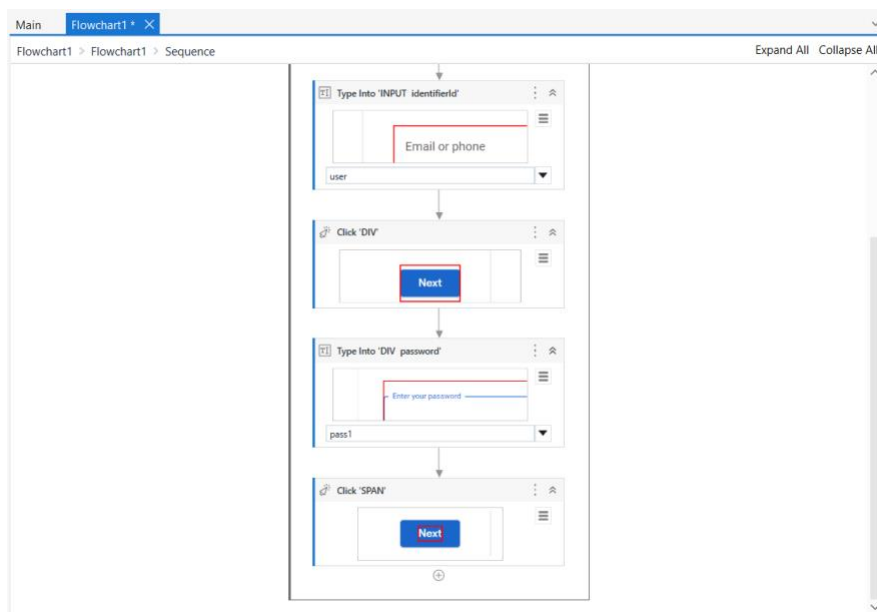 Main Flowchart1 *
Flowchart1 > Flowchart1 > Sequence Expand All Collapse All
Type Into 'INPUT identifierId'
Email or phone
user
Click 'DIV'
Next
Type Into 'DIV password'
Enter your password
pass1
Click 'SPAN'
Next